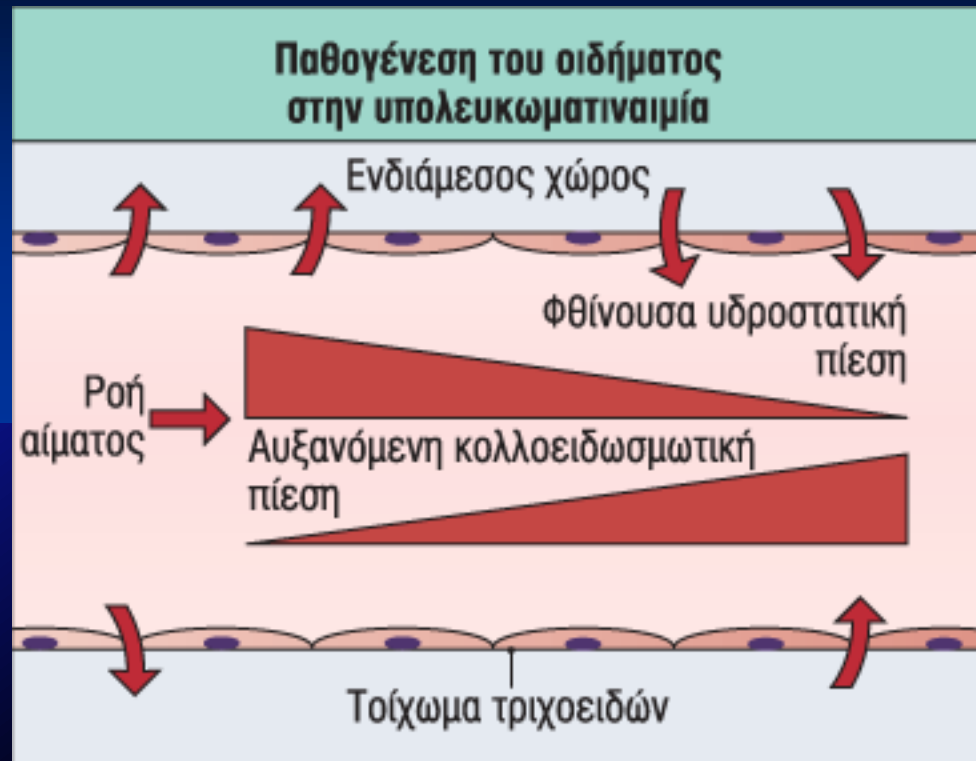 Παθογένεση του οιδήματος
στην υπολευκωματιναιμία
Ενδιάμεσος χώρος
Φθίνουσα υδροστατική
πίεση
Ροή
αίματος
Αυξανόμενη κολλοειδωσμωτική
πίεση
Τοίχωμα τριχοειδών